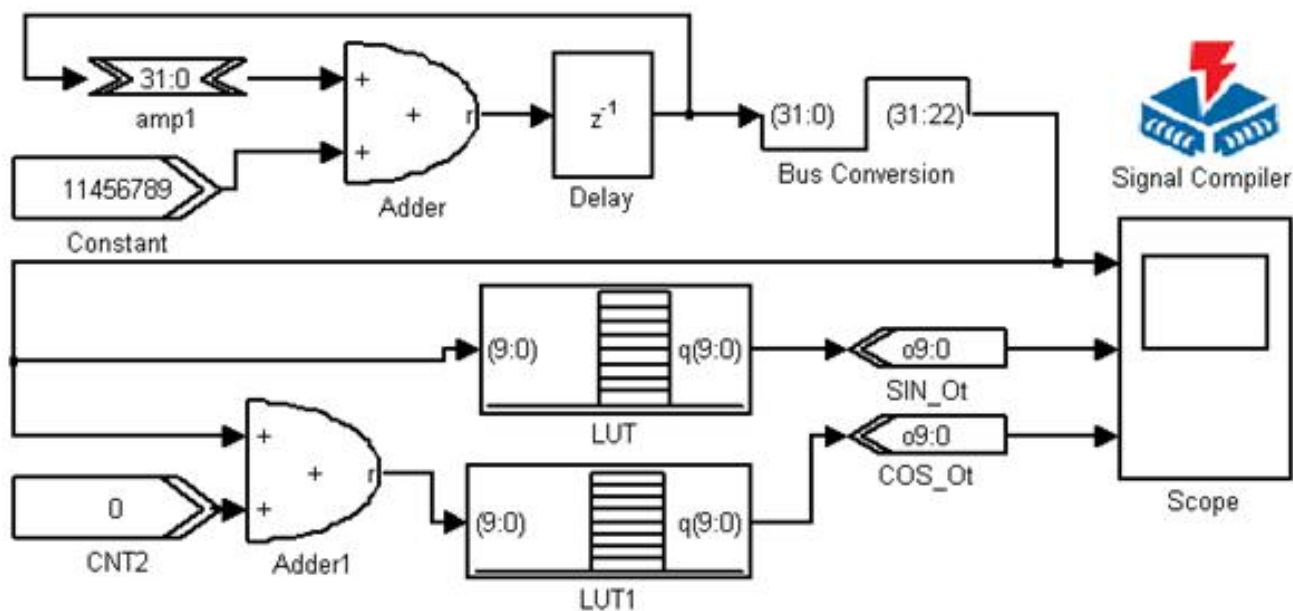 31:0
amp1
11456789
Constant
+
+
+
r
Adder
z⁻¹
Delay
(31:0)
(31:22)
Bus Conversion
Signal Compiler
(9:0)
q(9:0)
LUT
o9:0
SIN_Ot
0
CNT2
+
+
+
r
Adder1
(9:0)
q(9:0)
LUT1
o9:0
COS_Ot
Scope